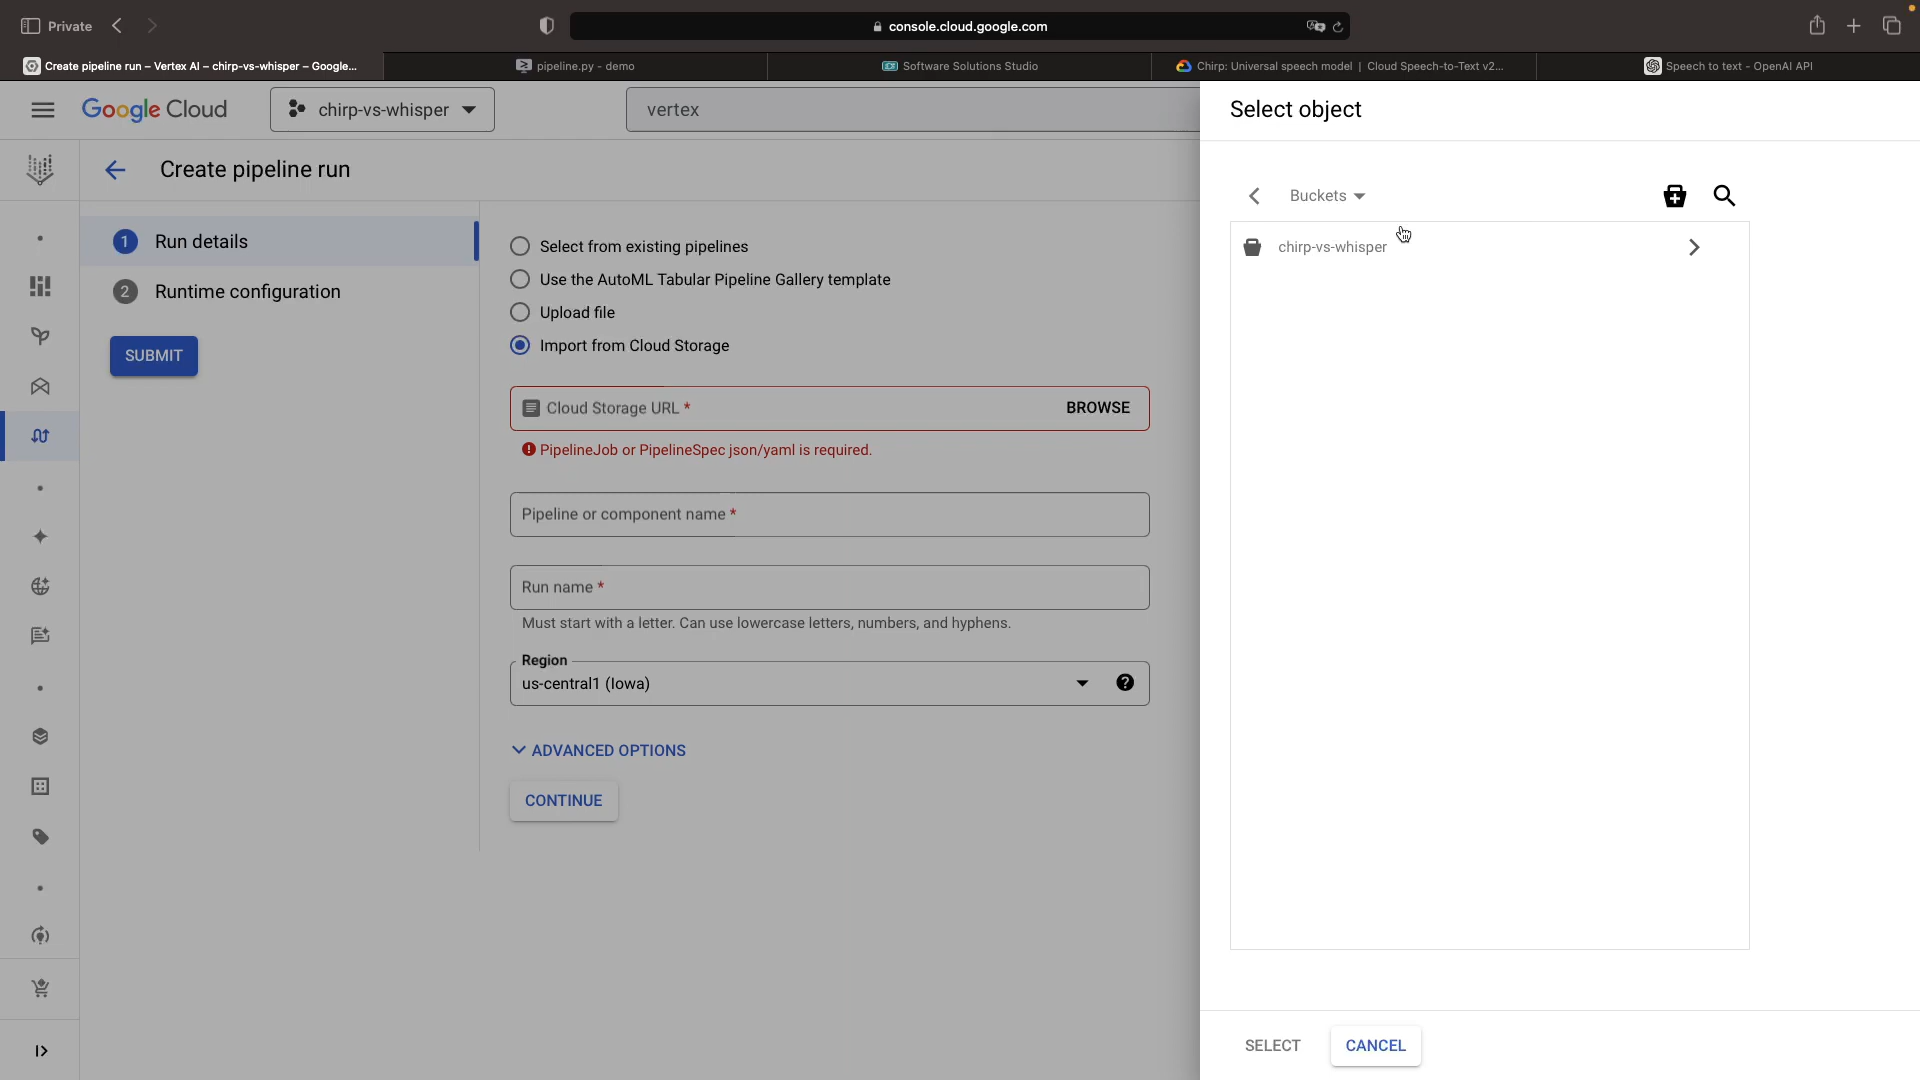 Private
console.cloud.google.com
Create pipeline run – Vertex AI – chirp-vs-whisper – Google...
pipeline.py - demo
Software Solutions Studio
Chirp: Universal speech model | Cloud Speech-to-Text v2...
Speech to text - OpenAI API
Google Cloud
chirp-vs-whisper
vertex
Select object
Create pipeline run
Buckets
1 Run details
2 Runtime configuration
SUBMIT
Select from existing pipelines
Use the AutoML Tabular Pipeline Gallery template
Upload file
Import from Cloud Storage
Cloud Storage URL *
BROWSE
PipelineJob or PipelineSpec json/yaml is required.
Pipeline or component name *
Run name *
Must start with a letter. Can use lowercase letters, numbers, and hyphens.
Region
us-central1 (Iowa)
ADVANCED OPTIONS
CONTINUE
chirp-vs-whisper
SELECT
CANCEL